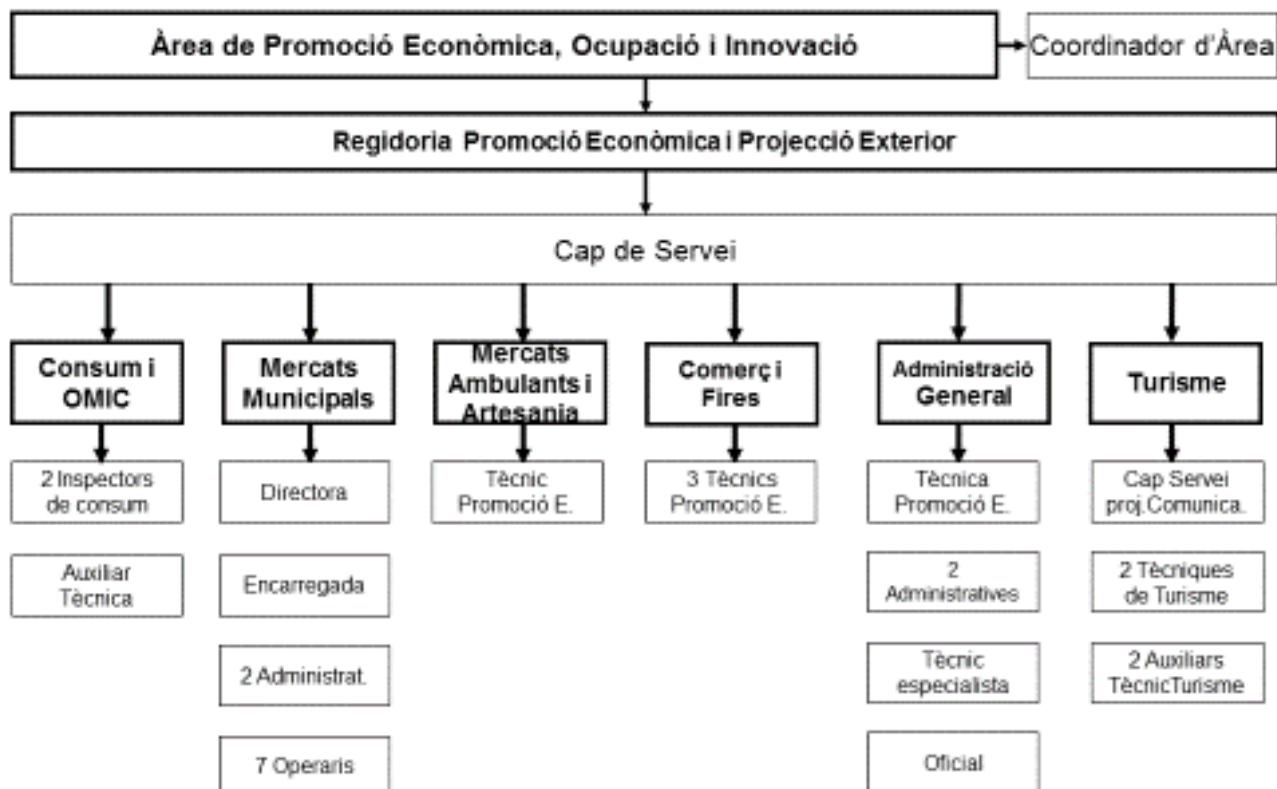 Àrea de Promoció Econòmica, Ocupació i Innovació
Coordinador d'Àrea
Regidoria Promoció Econòmica i Projecció Exterior
Cap de Servei
Consum i
OMIC
Mercats
Municipals
Mercats
Ambulants i
Artesania
Comerç i
Fires
Administració
General
Turisme
2 Inspectors
de consum
Directora
Tècnic
Promoció E.
3 Tècnics
Promoció E.
Tècnica
Promoció E.
Cap Servei
proj.Comunica.
Auxiliar
Tècnica
Encarregada
2
Administratives
2 Tècniques
de Turisme
2 Administrat.
Tècnic
especialista
2 Auxiliars
TècnicTurisme
7 Operaris
Oficial